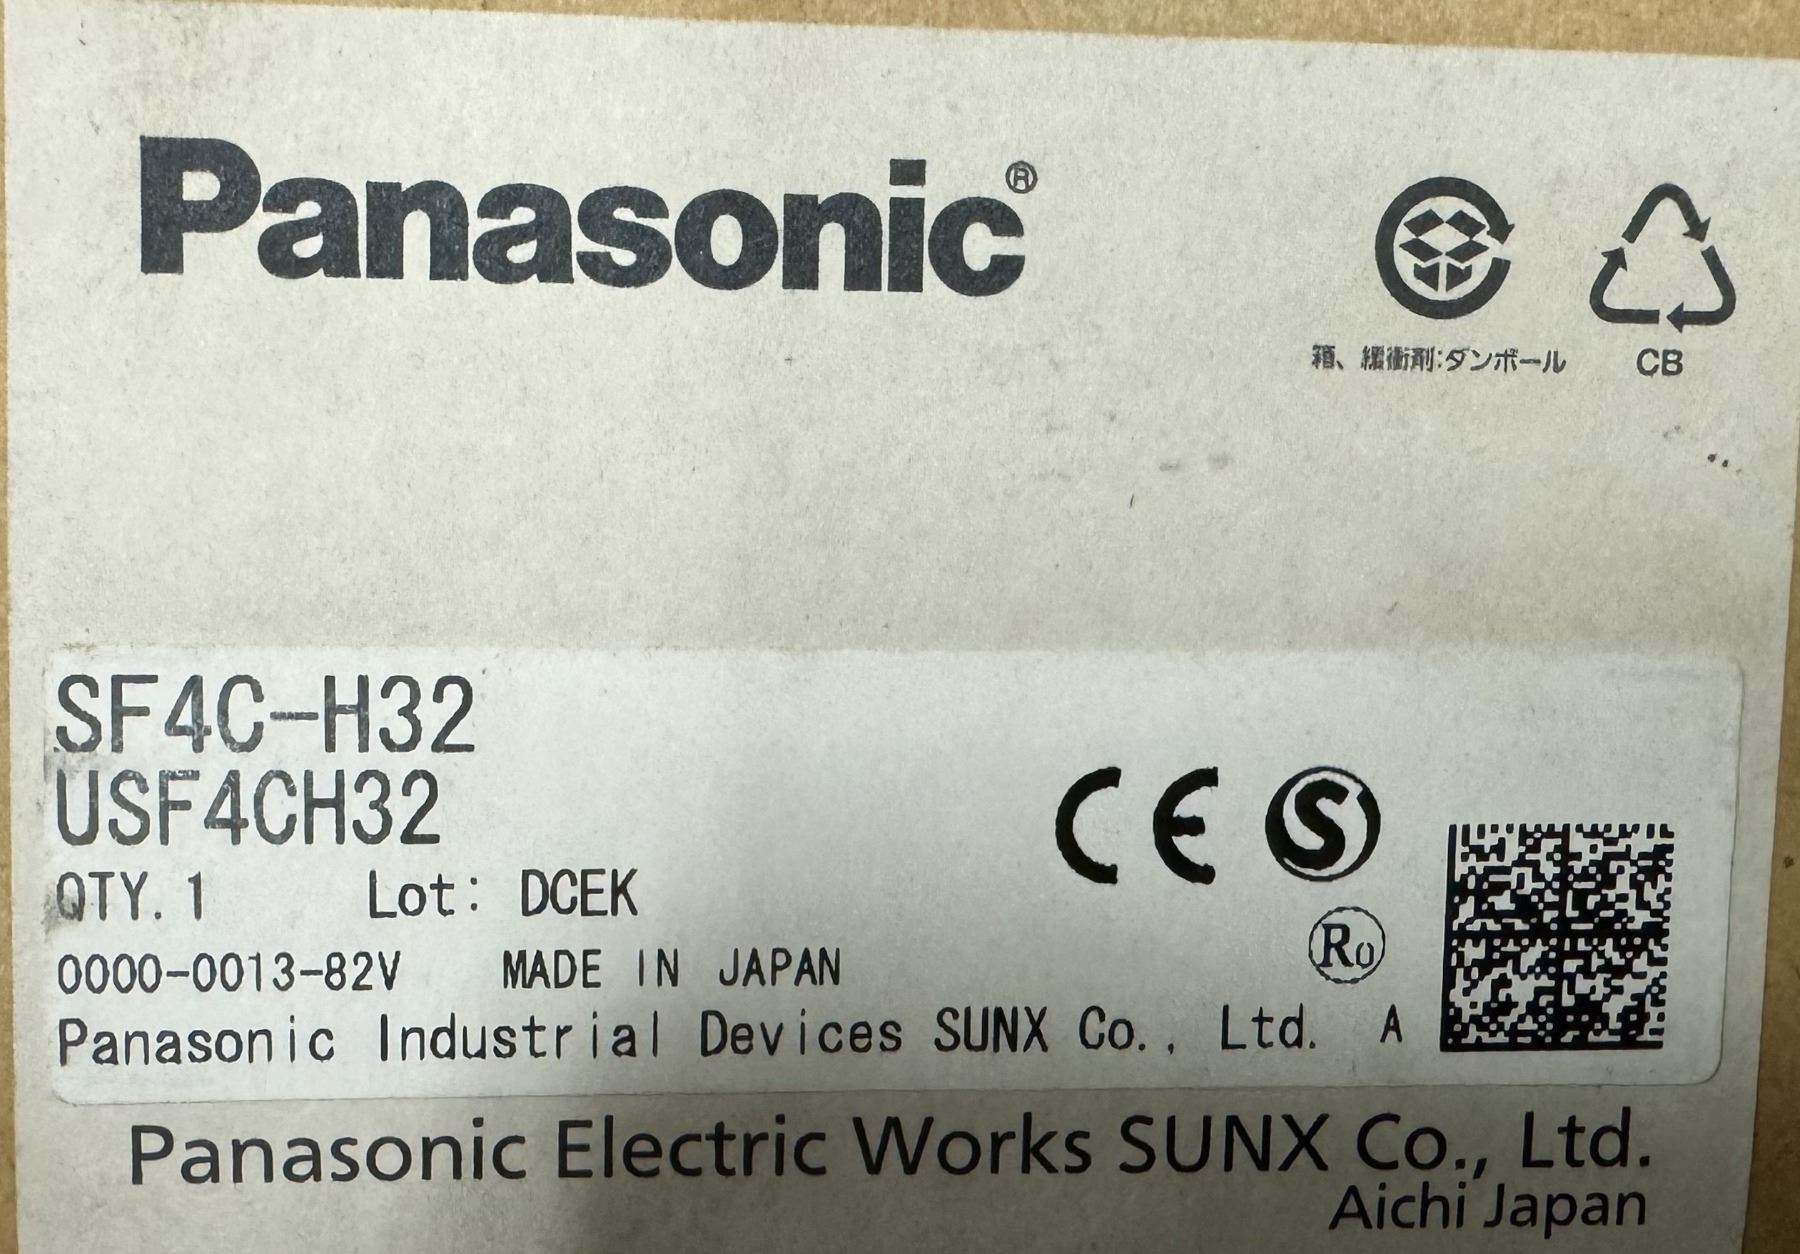 Panasonic®
箱、緩衝剤:ダンボール
CB
SF4C-H32
USF4CH32
QTY. 1 Lot: DCEK
0000-0013-82V MADE IN JAPAN
Panasonic Industrial Devices SUNX Co., Ltd. A
CE S
Ro
Panasonic Electric Works SUNX Co., Ltd.
Aichi Japan